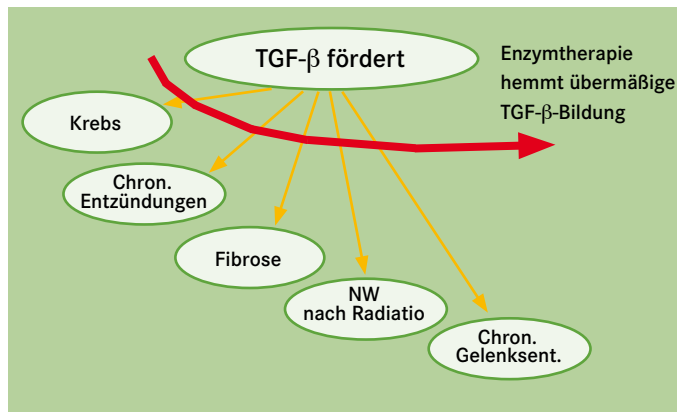 TGF-β fördert
Enzymtherapie
hemmt übermäßige
TGF-β-Bildung
Krebs
Chron.
Entzündungen
Fibrose
NW
nach Radiatio
Chron.
Gelenksent.